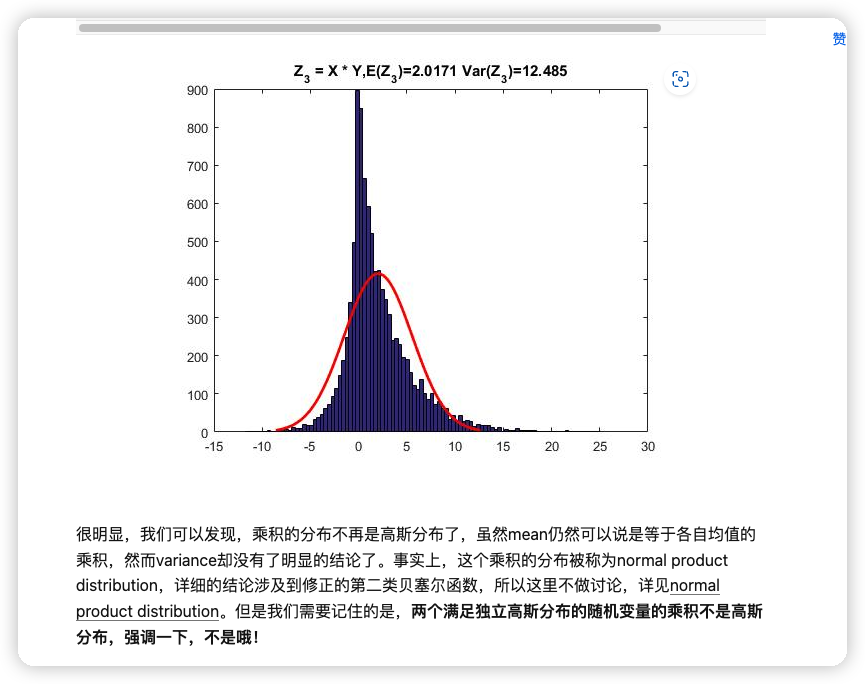 赞
Z3 = X * Y,E(Z3)=2.0171 Var(Z3)=12.485
900
800
700
600
500
400
300
200
100
0
-15 -10 -5 0 5 10 15 20 25 30
很明显，我们可以发现，乘积的分布不再是高斯分布了，虽然mean仍然可以说是等于各自均值的
乘积，然而variance却没有了明显的结论了。事实上，这个乘积的分布被称为normal product
distribution，详细的结论涉及到修正的第二类贝塞尔函数，所以这里不做讨论，详见normal
product distribution。但是我们需要记住的是，两个满足独立高斯分布的随机变量的乘积不是高斯
分布，强调一下，不是哦！